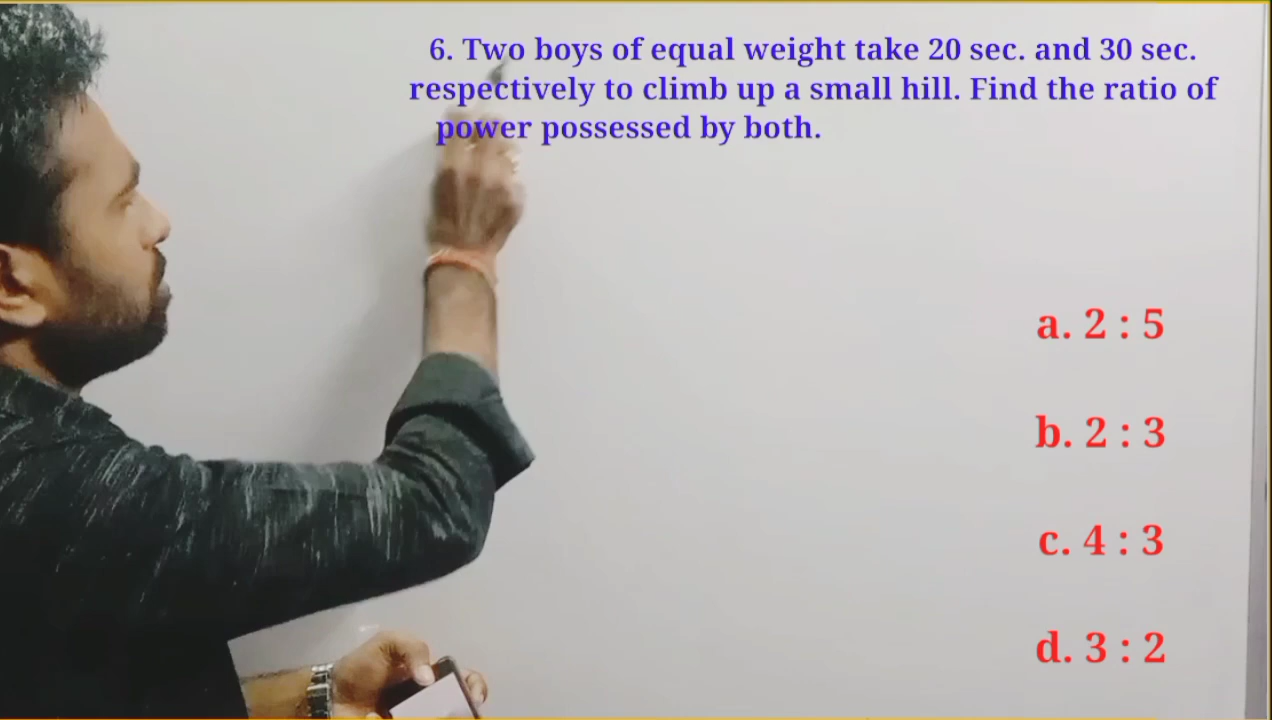 6. Two boys of equal weight take 20 sec. and 30 sec.
respectively to climb up a small hill. Find the ratio of
power possessed by both.
a. 2 : 5
b. 2 : 3
c. 4 : 3
d. 3 : 2